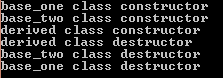 base_one class constructor
base_two class constructor
derived class constructor
derived class destructor
base_two class destructor
base_one class destructor